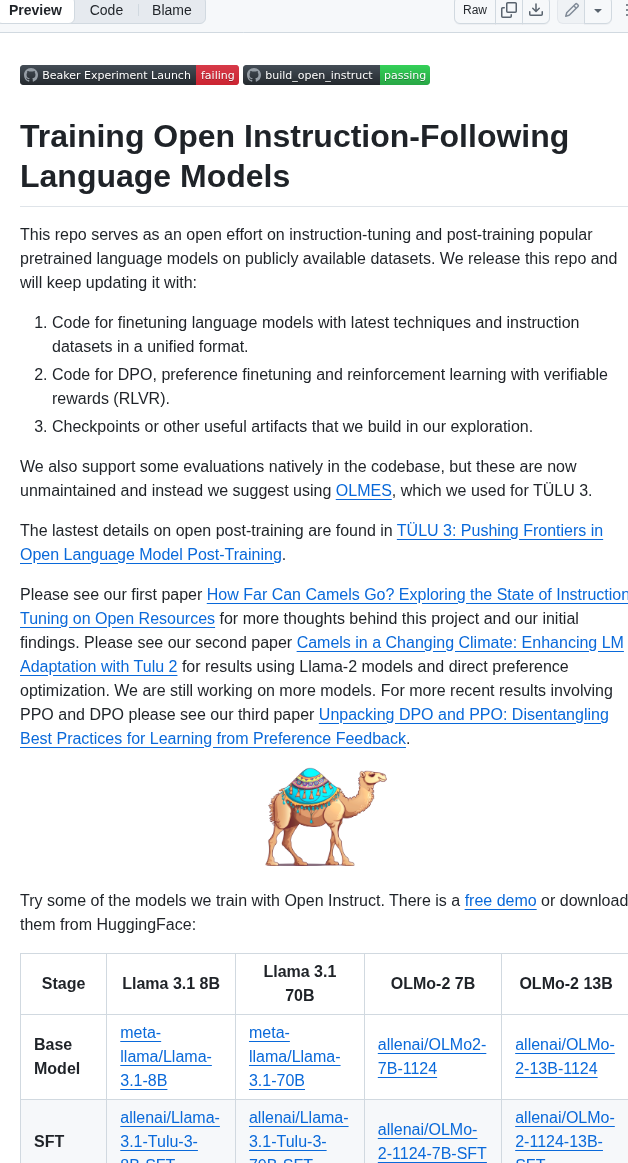 Preview Code Blame Raw
Beaker Experiment Launch failing build_open_instruct passing
Training Open Instruction-Following
Language Models
This repo serves as an open effort on instruction-tuning and post-training popular
pretrained language models on publicly available datasets. We release this repo and
will keep updating it with:
1. Code for finetuning language models with latest techniques and instruction
datasets in a unified format.
2. Code for DPO, preference finetuning and reinforcement learning with verifiable
rewards (RLVR).
3. Checkpoints or other useful artifacts that we build in our exploration.
We also support some evaluations natively in the codebase, but these are now
unmaintained and instead we suggest using OLMES, which we used for TÜLU 3.
The lastest details on open post-training are found in TÜLU 3: Pushing Frontiers in
Open Language Model Post-Training.
Please see our first paper How Far Can Camels Go? Exploring the State of Instruction
Tuning on Open Resources for more thoughts behind this project and our initial
findings. Please see our second paper Camels in a Changing Climate: Enhancing LM
Adaptation with Tulu 2 for results using Llama-2 models and direct preference
optimization. We are still working on more models. For more recent results involving
PPO and DPO please see our third paper Unpacking DPO and PPO: Disentangling
Best Practices for Learning from Preference Feedback.
Try some of the models we train with Open Instruct. There is a free demo or download
them from HuggingFace:
Stage
Llama 3.1 8B
Llama 3.1
70B
OLMo-2 7B
OLMo-2 13B
Base
Model
meta-
llama/Llama-
3.1-8B
meta-
llama/Llama-
3.1-70B
allenai/OLMo2-
7B-1124
allenai/OLMo-
2-13B-1124
SFT
allenai/Llama-
3.1-Tulu-3-
8B-SFT
allenai/Llama-
3.1-Tulu-3-
70B-SFT
allenai/OLMo-
2-1124-7B-SFT
allenai/OLMo-
2-1124-13B-
SFT